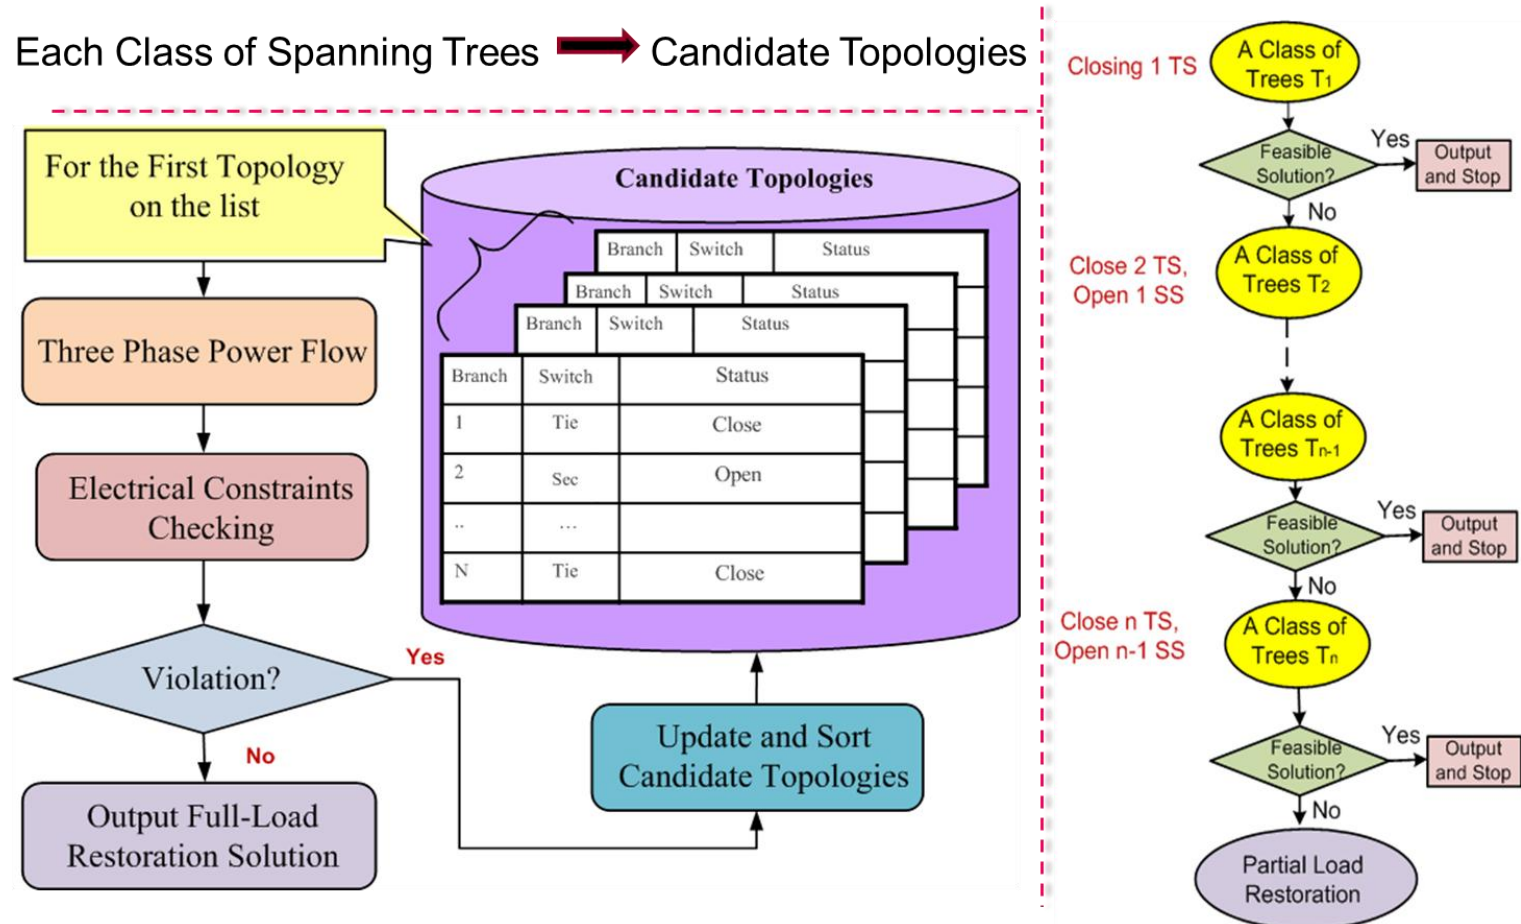 Each Class of Spanning Trees Candidate Topologies
For the First Topology
on the list
Three Phase Power Flow
Electrical Constraints
Checking
Violation?
Yes
No
Output Full-Load
Restoration Solution
Update and Sort
Candidate Topologies
Candidate Topologies
Branch Switch Status
Branch Switch Status
Branch Switch Status
Branch Switch Status
1 Tie Close
2 Sec Open
.. ...
N Tie Close
Closing 1 TS
A Class of
Trees T1
Feasible
Solution?
Yes
Output
and Stop
No
Close 2 TS,
Open 1 SS
A Class of
Trees T2
A Class of
Trees Tn-1
Feasible
Solution?
Yes
Output
and Stop
No
Close n TS,
Open n-1 SS
A Class of
Trees Tn
Feasible
Solution?
Yes
Output
and Stop
No
Partial Load
Restoration